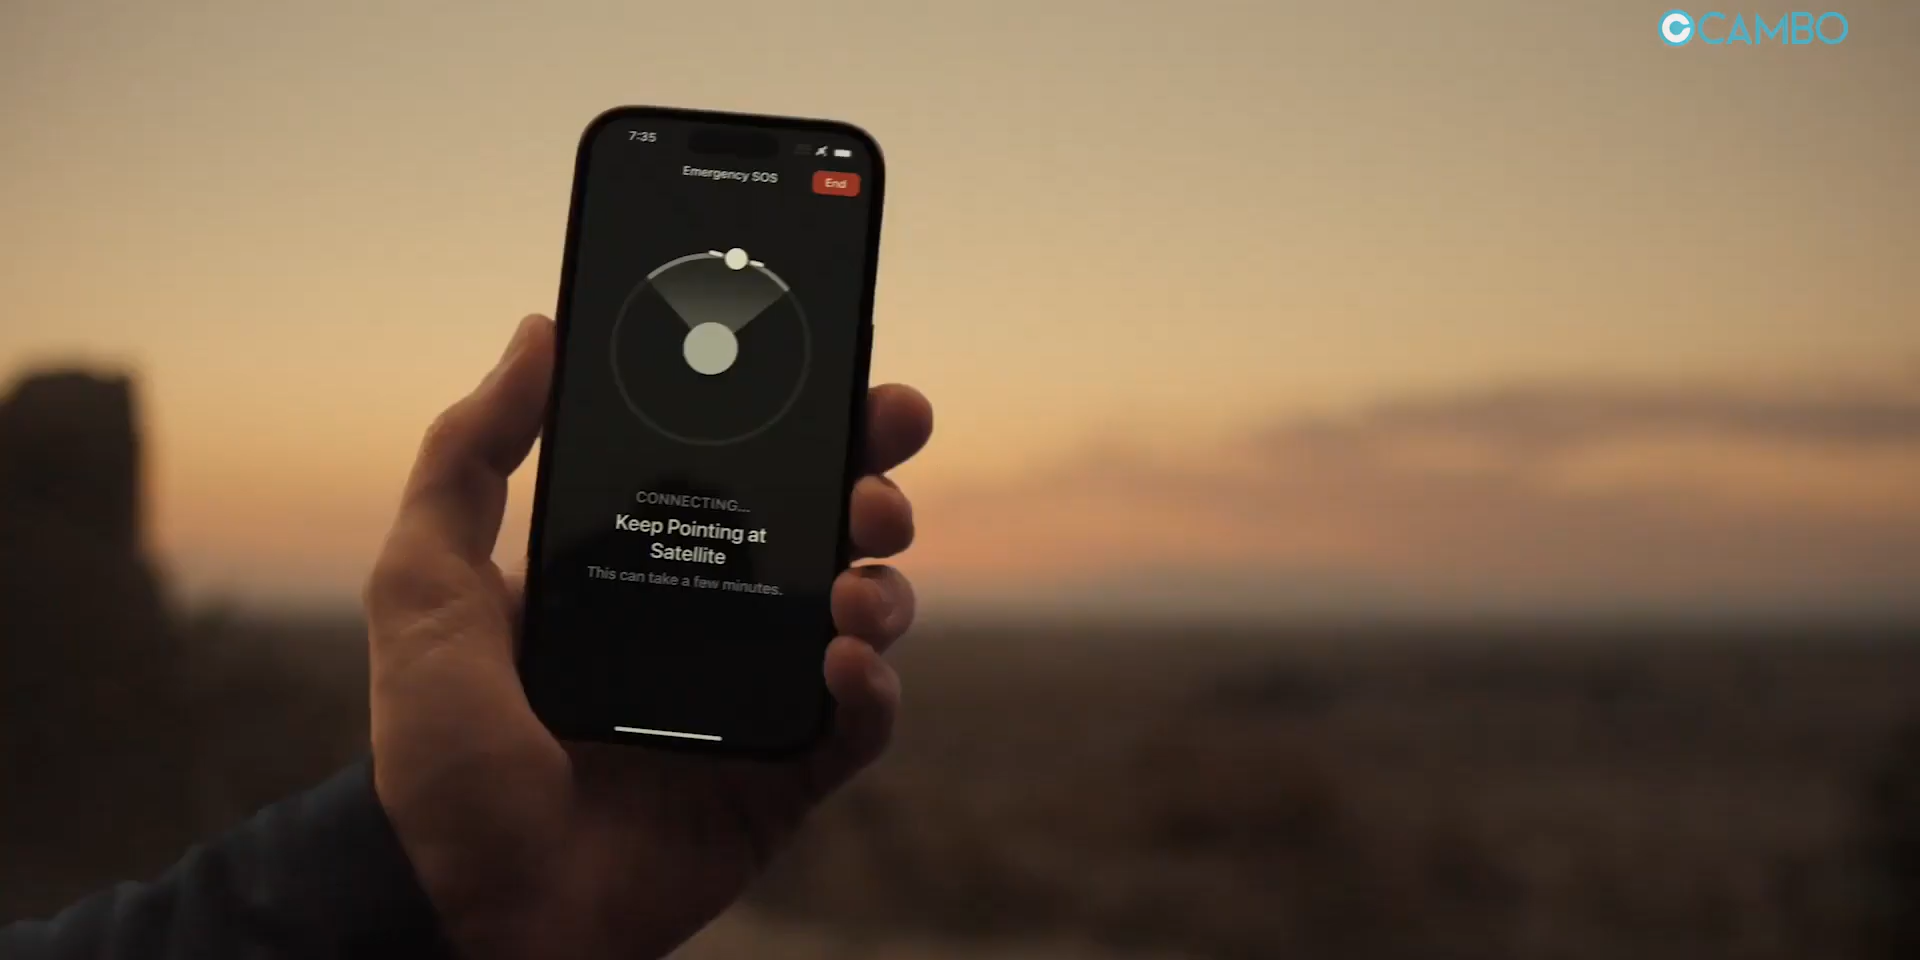 CAMBO
7:35
Emergency SOS
End
CONNECTING...
Keep Pointing at
Satellite
This can take a few minutes.